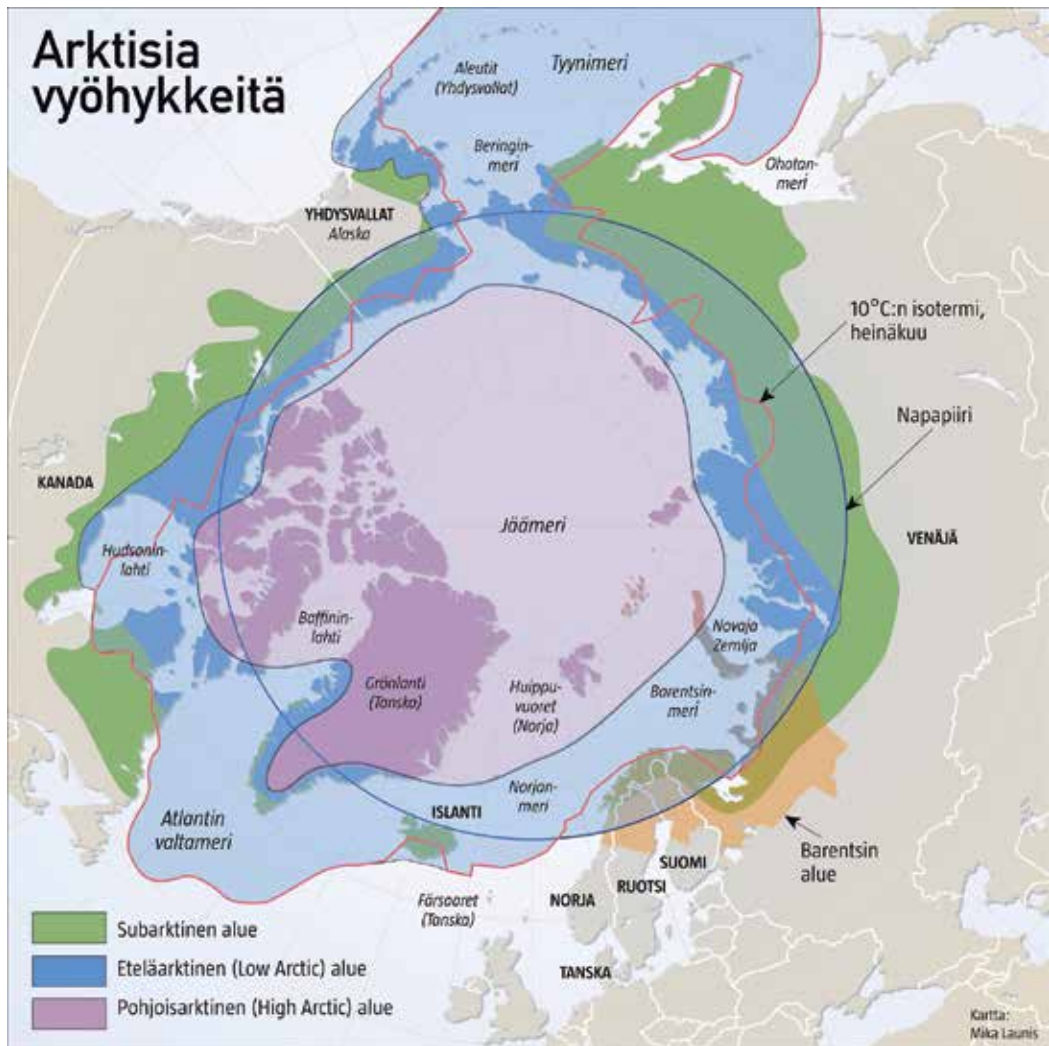 Arktisia
vyöhykkeitä
Aleutit
(Yhdysvallat)
Tyynimeri
Beringin-
meri
Ohotan-
meri
YHDYSVALLAT
Alaska
10°C:n isotermi,
heinäkuu
Napapiiri
KANADA
Jäämeri
VENÄJÄ
Hudsonin-
lahti
Baffinin-
lahti
Novaja
Zemlja
Grönlanti
(Tanska)
Huippu-
vuoret
(Norja)
Barentsin-
meri
Norjan-
meri
ISLANTI
Atlantin
valtameri
Barentsin
alue
SUOMI
RUOTSI
NORJA
Färsaaret
(Tanska)
TANSKA
Subarktinen alue
Eteläarktinen (Low Arctic) alue
Pohjoisarktinen (High Arctic) alue
Kartta:
Mika Launis